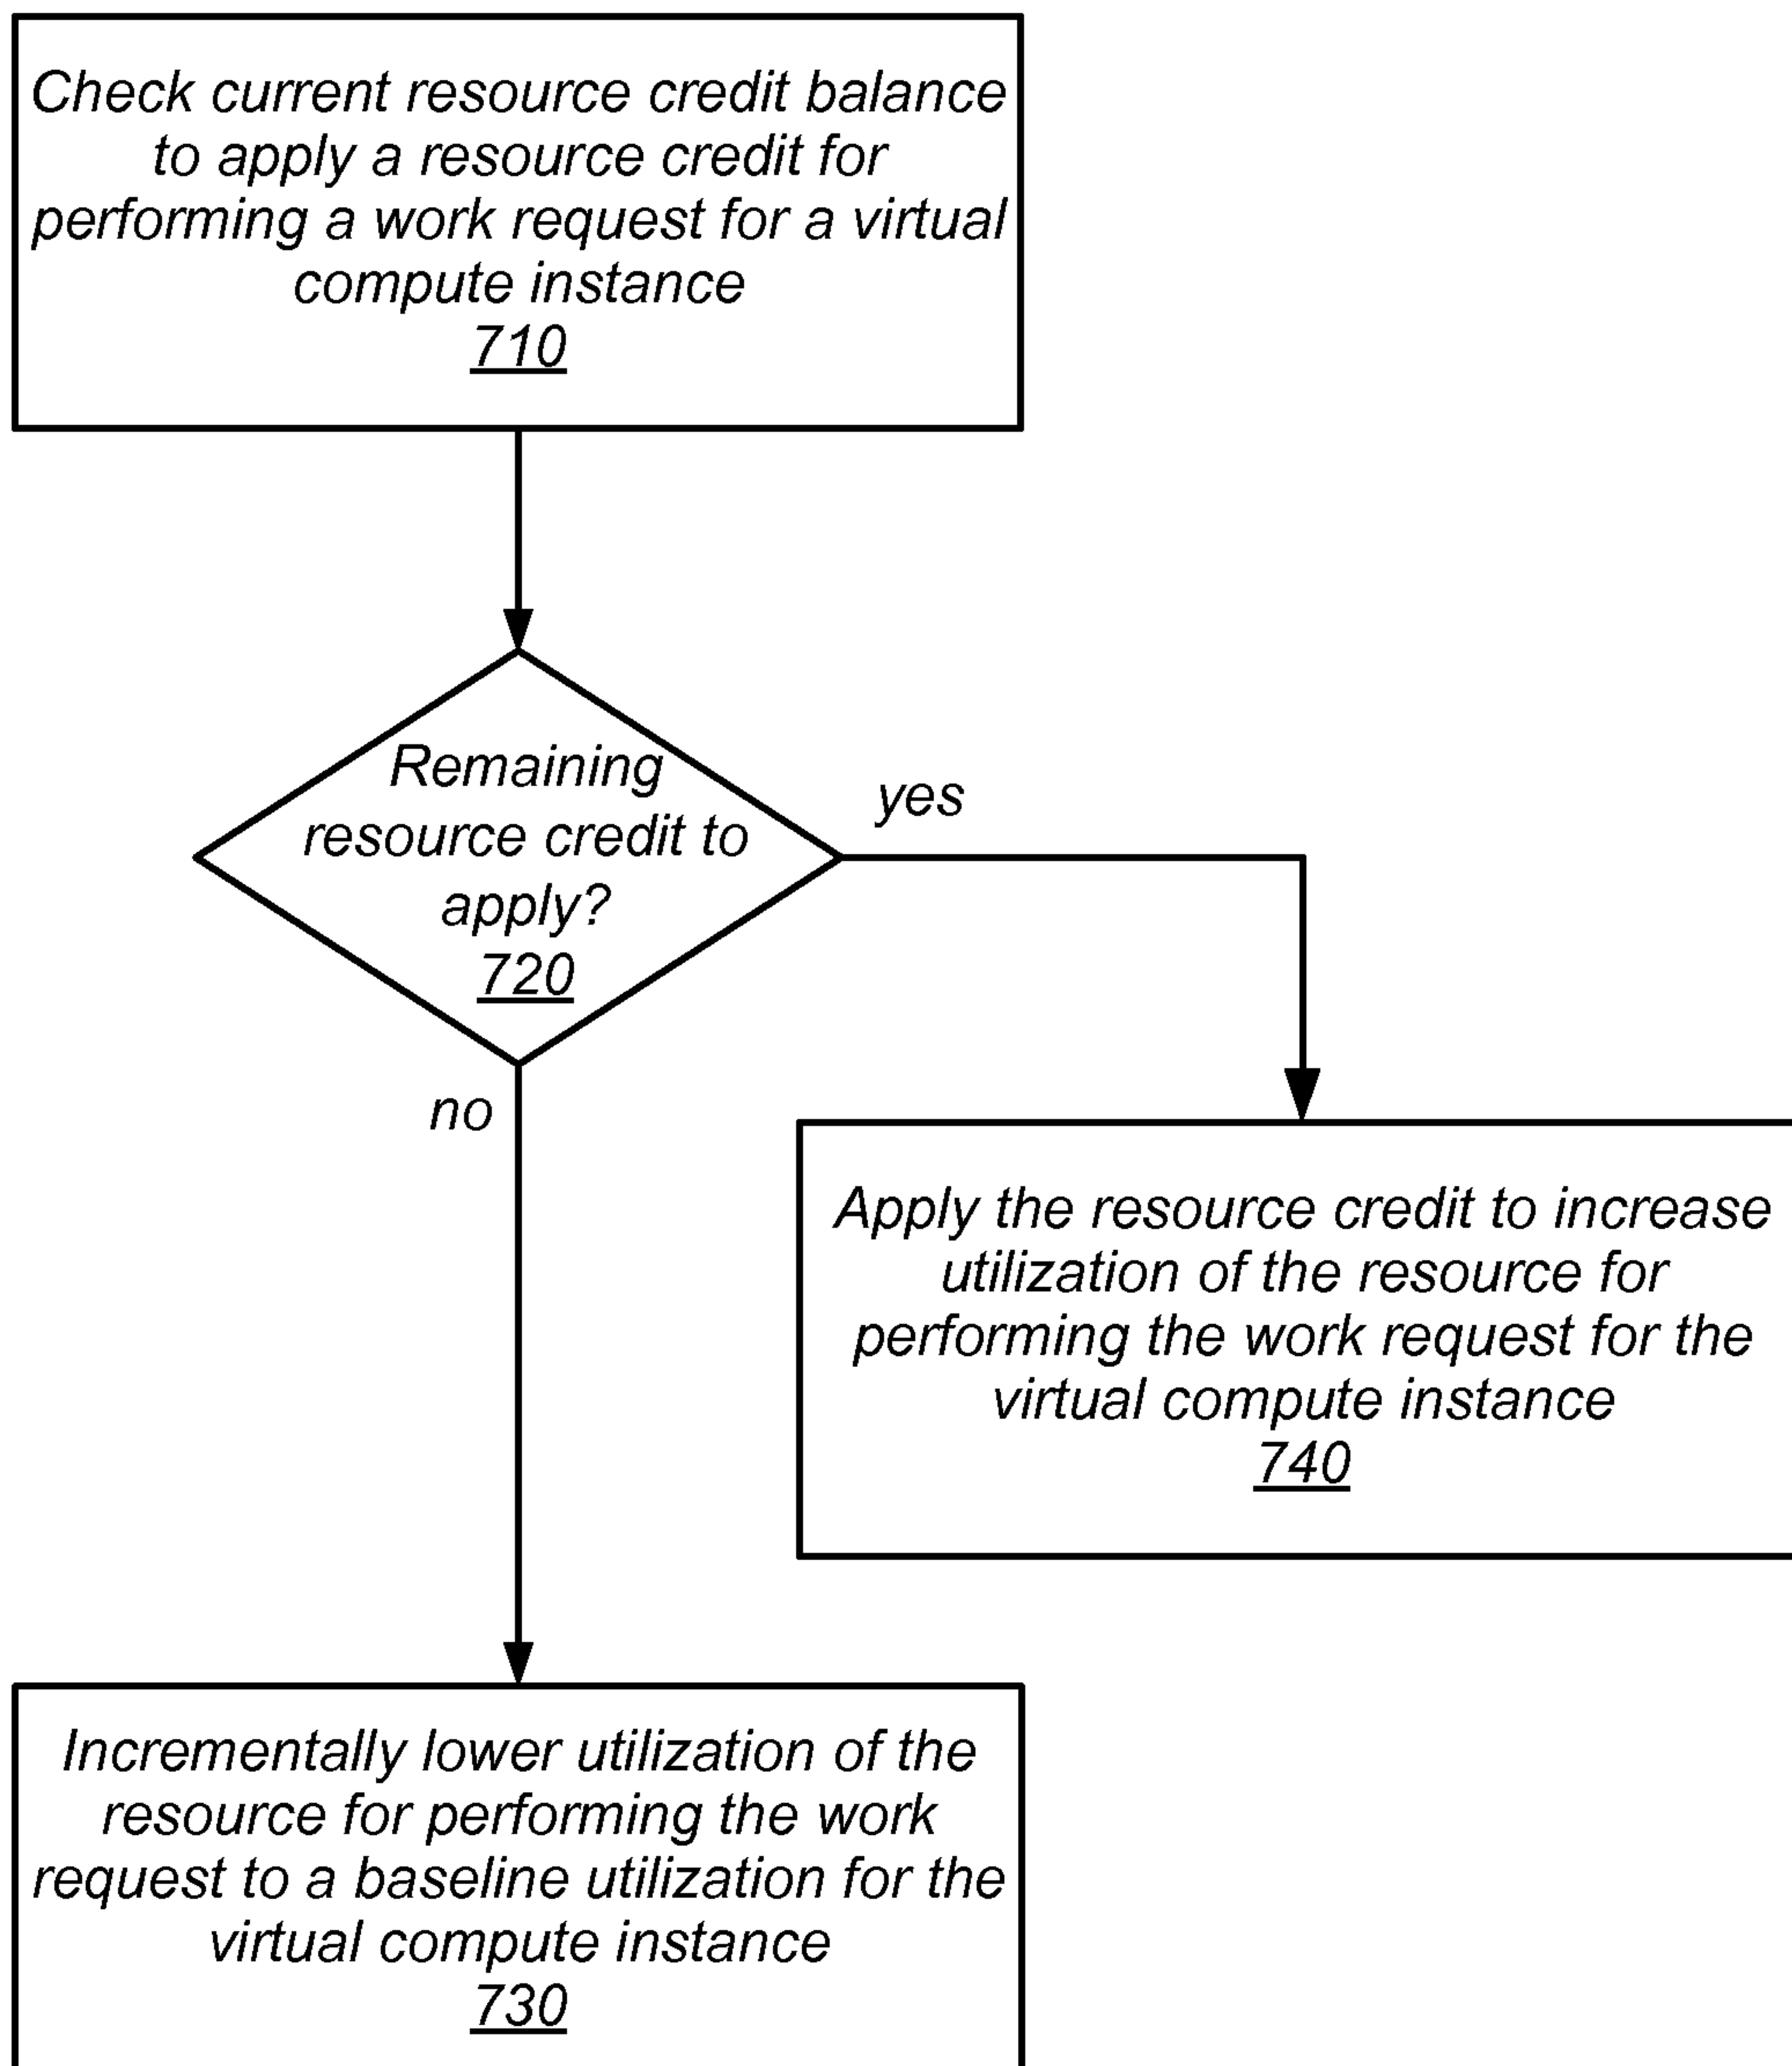 Check current resource credit balance
to apply a resource credit for
performing a work request for a virtual
compute instance
710
Remaining
resource credit to
apply?
720
yes
no
Apply the resource credit to increase
utilization of the resource for
performing the work request for the
virtual compute instance
740
Incrementally lower utilization of the
resource for performing the work
request to a baseline utilization for the
virtual compute instance
730